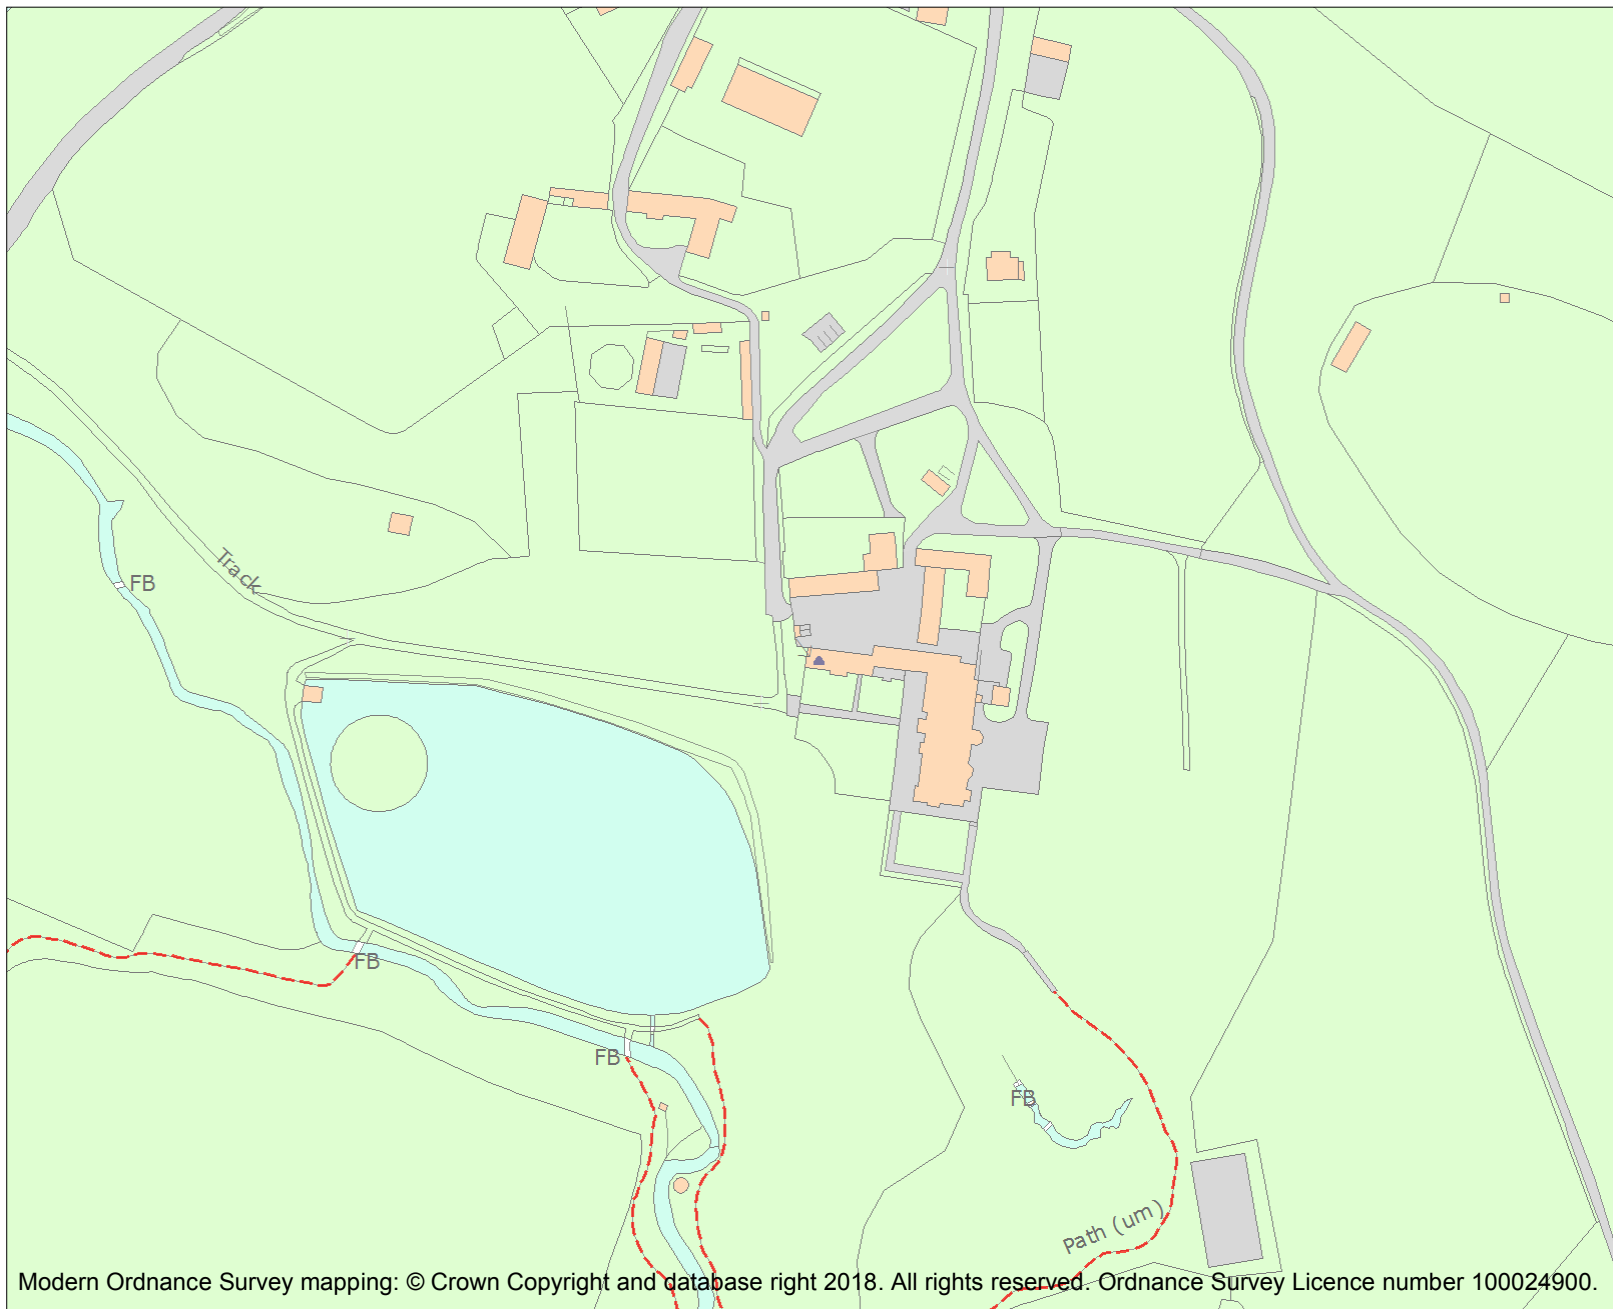 Track
FB
FB
FB
FB
Path (um)
Modern Ordnance Survey mapping: © Crown Copyright and database right 2018. All rights reserved. Ordnance Survey Licence number 100024900.